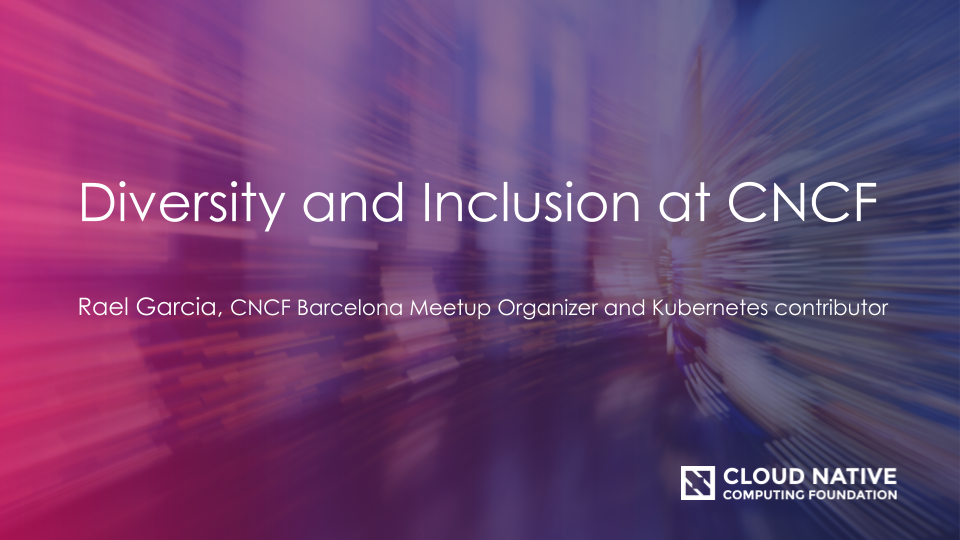 Diversity and Inclusion at CNCF
Rael Garcia, CNCF Barcelona Meetup Organizer and Kubernetes contributor
CLOUD NATIVE
COMPUTING FOUNDATION